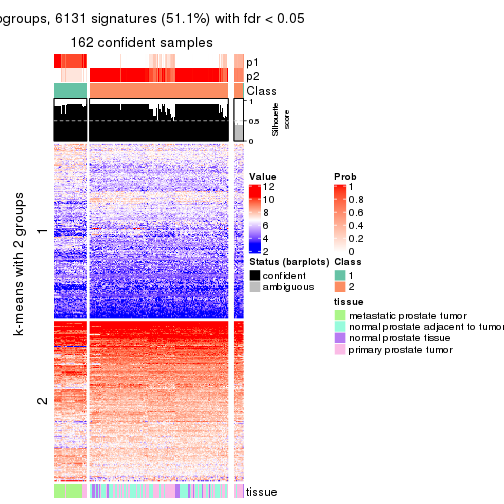 ogroups, 6131 signatures (51.1%) with fdr < 0.05
162 confident samples
p1
p2
Class
1
0.5
0
Silhouette
score
k-means with 2 groups
1
2
Value
12
10
8
6
4
2
Prob
1
0.8
0.6
0.4
0.2
0
Status (barplots)
confident
ambiguous
Class
1
2
tissue
metastatic prostate tumor
normal prostate adjacent to tumor
normal prostate tissue
primary prostate tumor
tissue